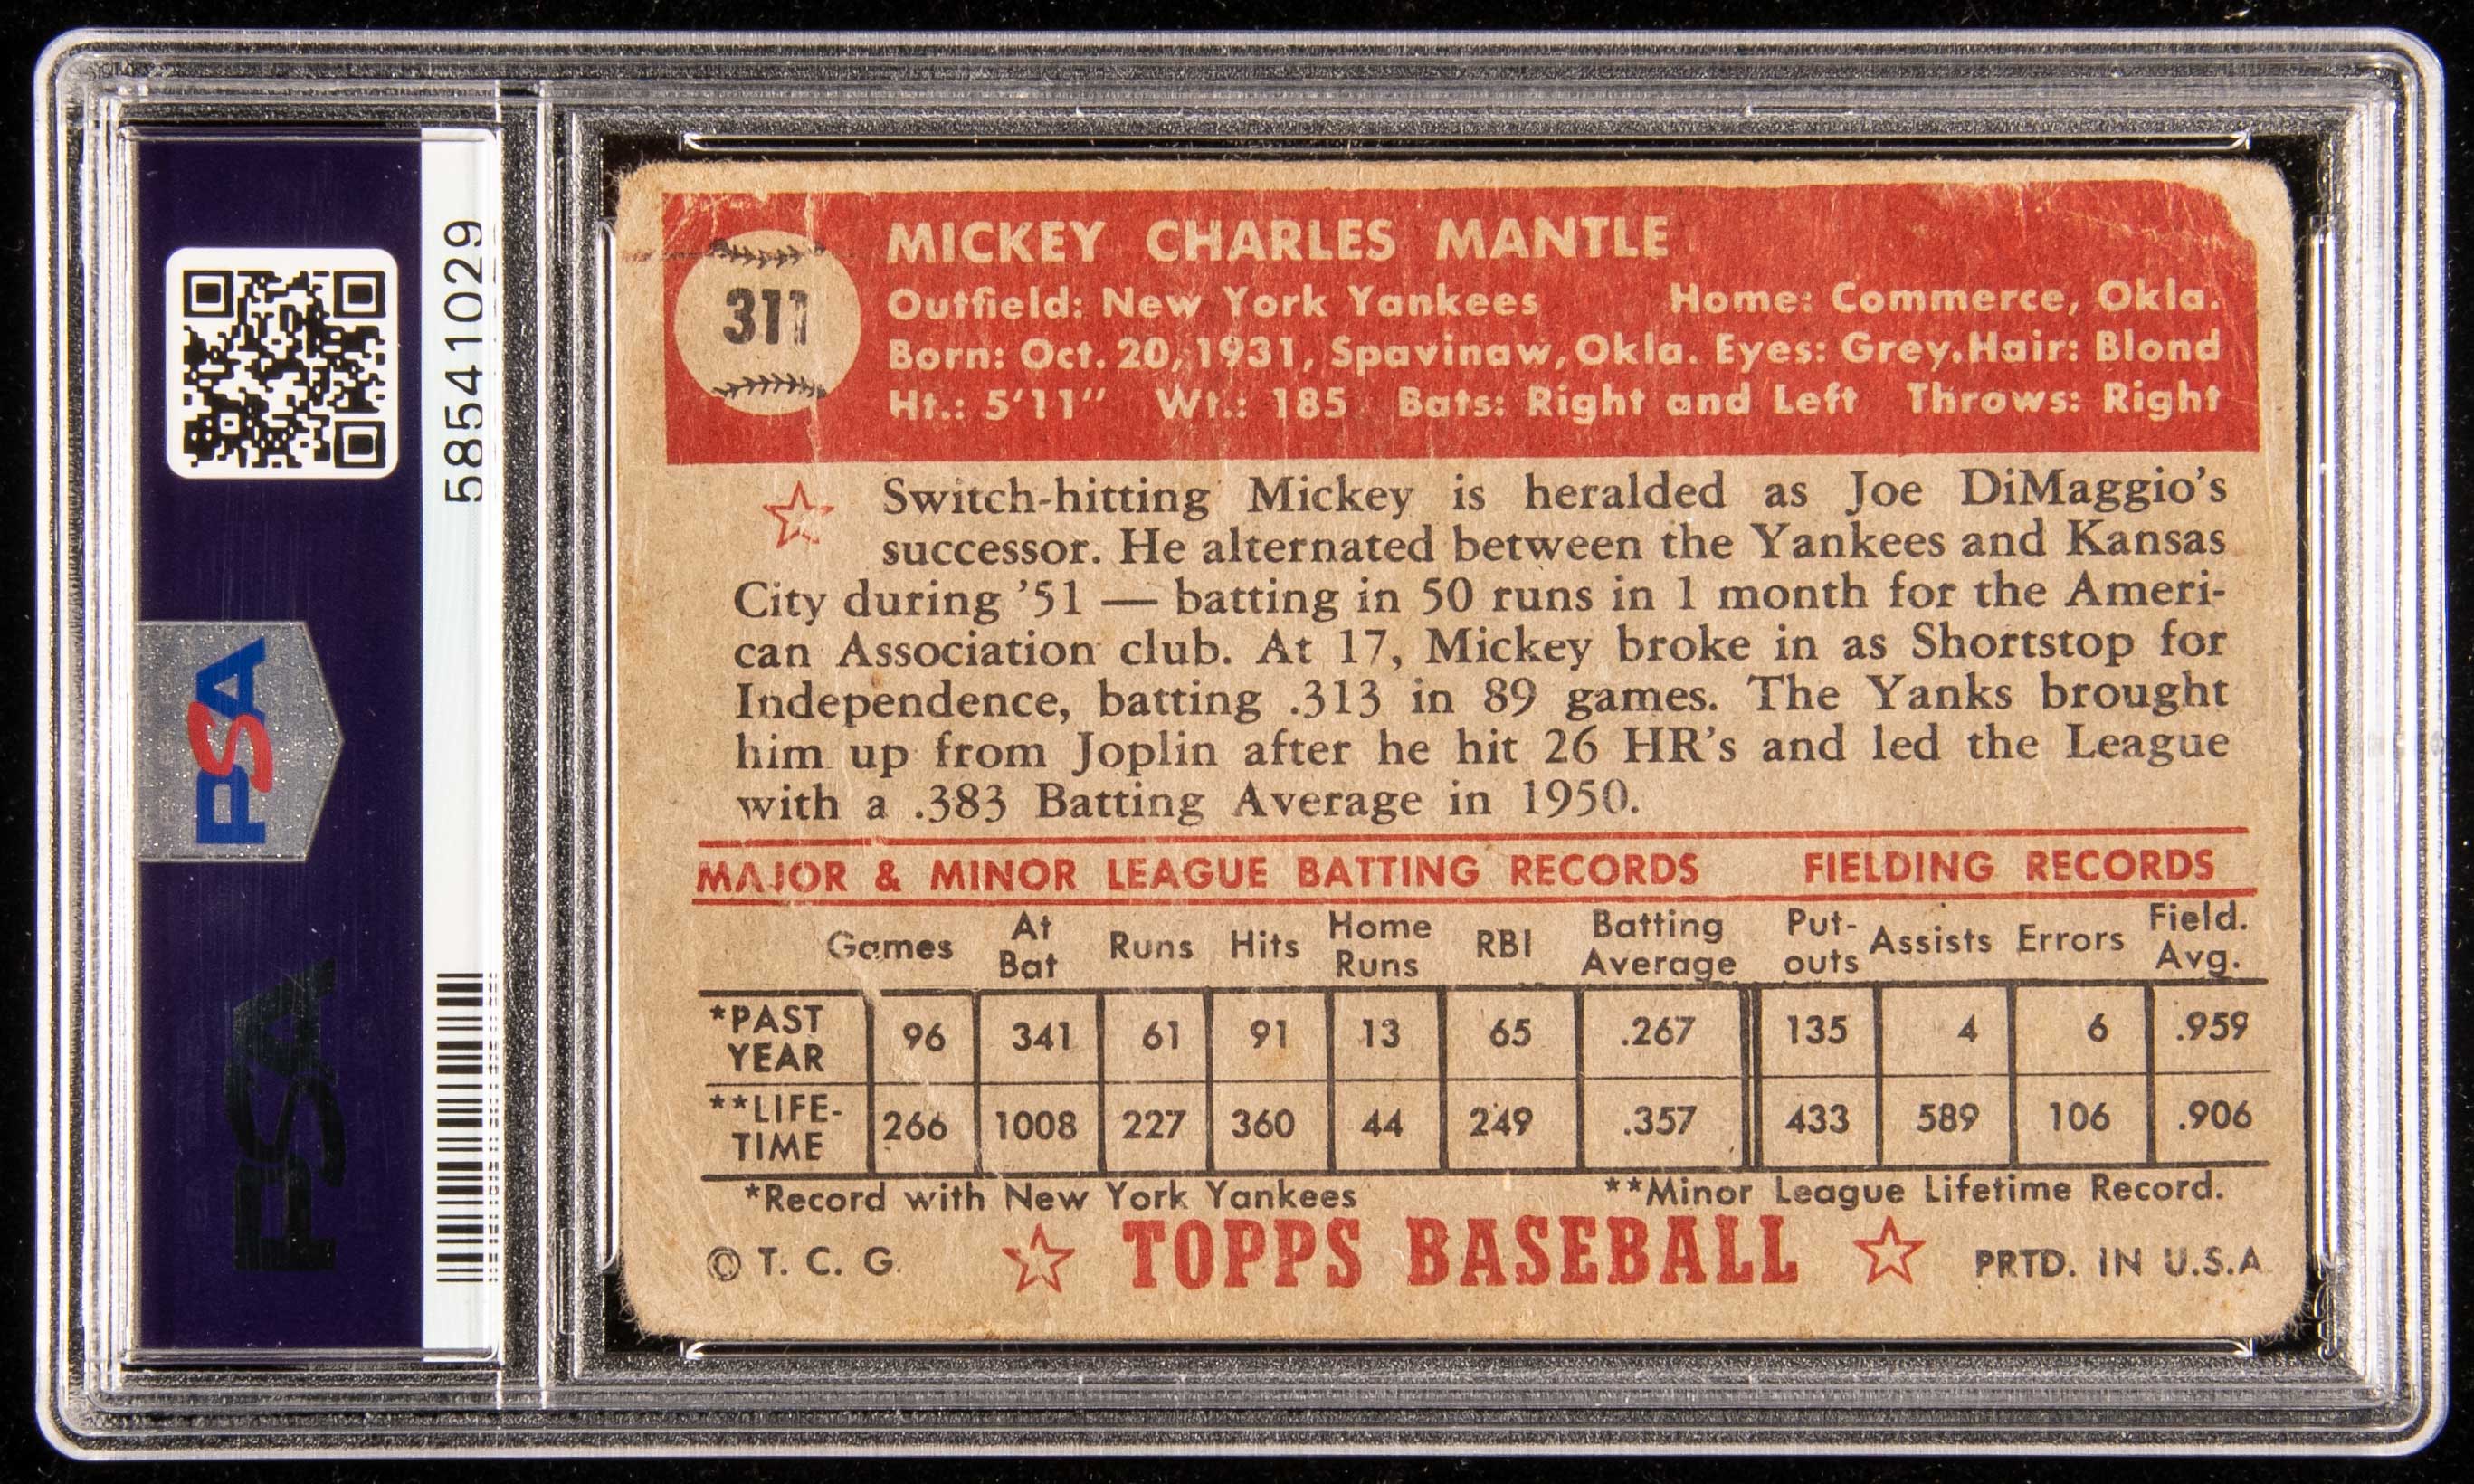 58541029
PSA
PSA
311
MICKEY CHARLES MANTLE
Outfield: New York Yankees Home: Commerce, Okla.
Born: Oct. 20, 1931, Spavinaw, Okla. Eyes: Grey. Hair: Blond
Ht.: 5'11" Wt.: 185 Bats: Right and Left Throws: Right
Switch-hitting Mickey is heralded as Joe DiMaggio's
successor. He alternated between the Yankees and Kansas
City during '51 — batting in 50 runs in 1 month for the Ameri-
can Association club. At 17, Mickey broke in as Shortstop for
Independence, batting .313 in 89 games. The Yanks brought
him up from Joplin after he hit 26 HR's and led the League
with a .383 Batting Average in 1950.
MAJOR & MINOR LEAGUE BATTING RECORDS FIELDING RECORDS
Games At Bat Runs Hits Home Runs RBI Batting Average Put-outs Assists Errors Field. Avg.
*PAST YEAR 96 341 61 91 13 65 .267 135 4 6 .959
**LIFE-TIME 266 1008 227 360 44 249 .357 433 589 106 .906
*Record with New York Yankees **Minor League Lifetime Record.
© T. C. G. TOPPS BASEBALL PRTD. IN U.S.A.